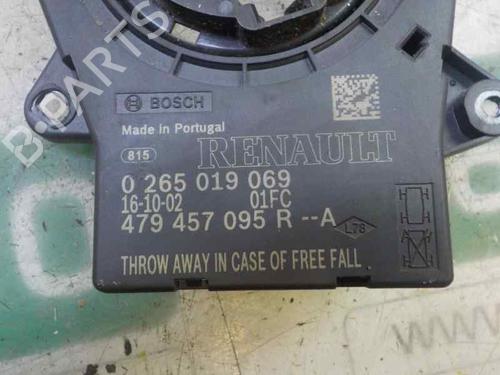 B-PARTS
BOSCH
Made in Portugal
815
RENAULT
0 265 019 069
16-10-02 01FC
479 457 095 R --A
L78
THROW AWAY IN CASE OF FREE FALL
www.